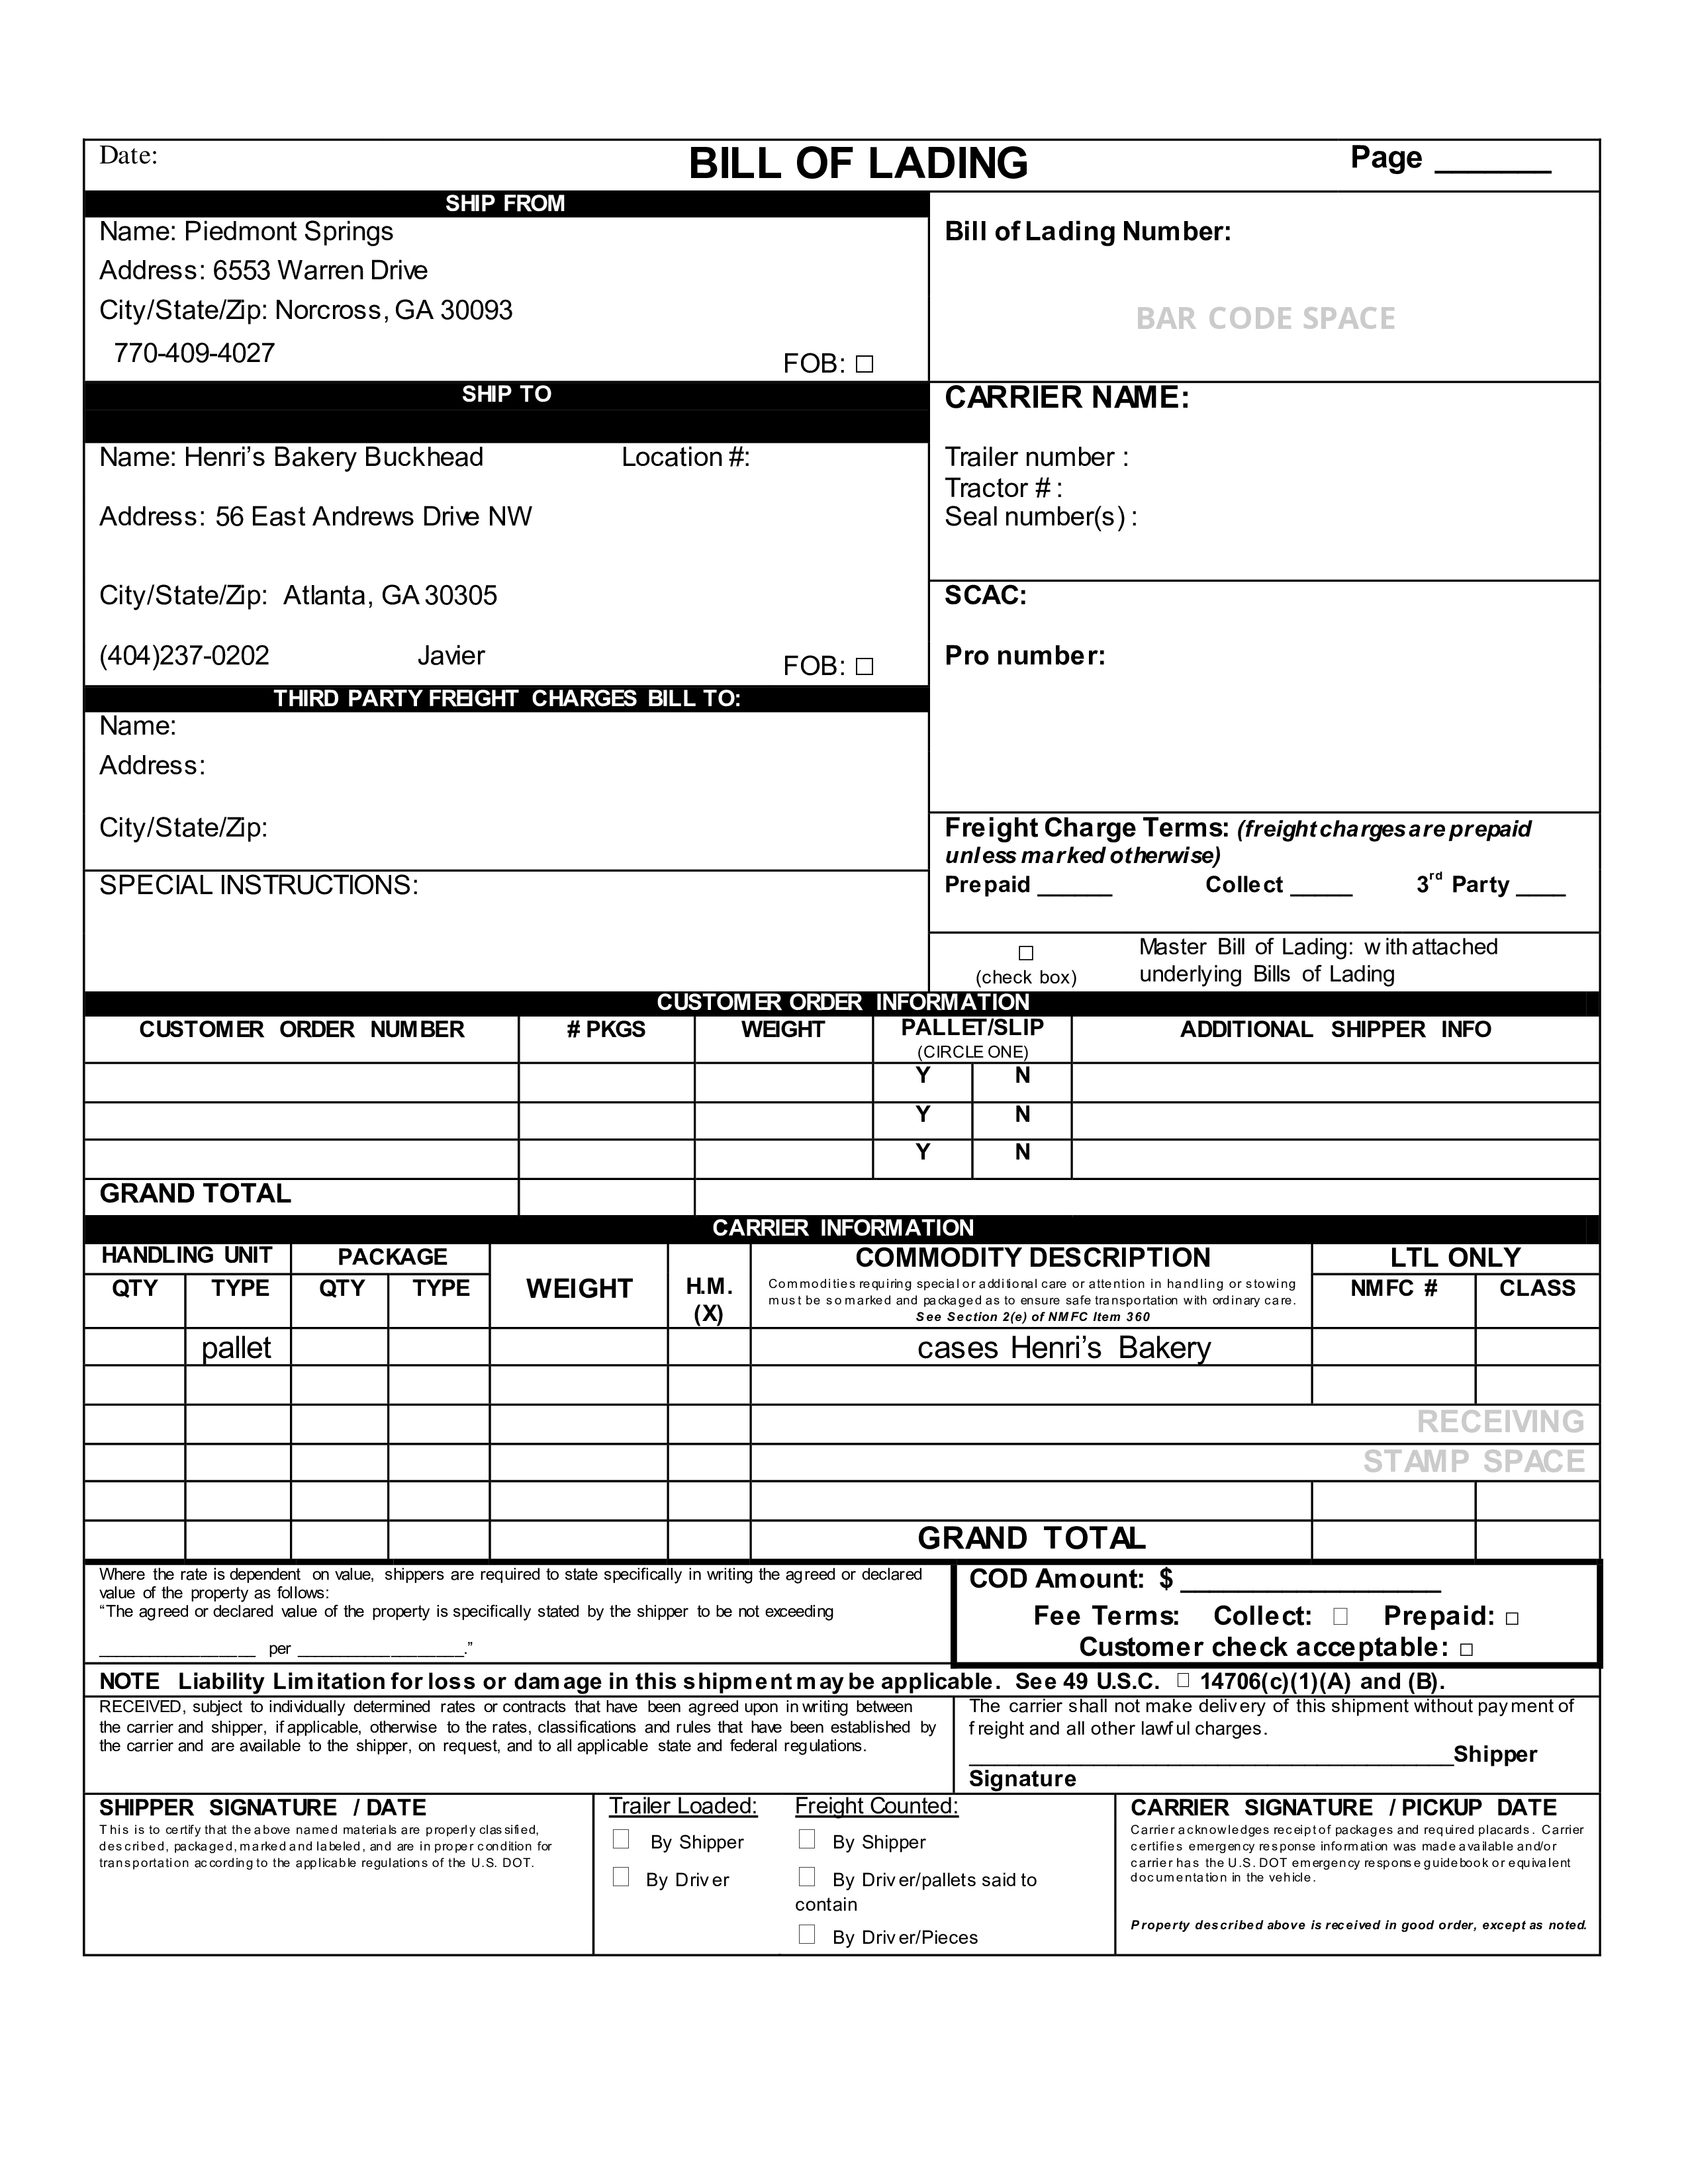 Date:
BILL OF LADING
Page _______
SHIP FROM
Name: Piedmont Springs
Address: 6553 Warren Drive
City/State/Zip: Norcross, GA 30093
770-409-4027
FOB: □
Bill of Lading Number:
BAR CODE SPACE
SHIP TO
Name: Henri’s Bakery Buckhead Location #:
Address: 56 East Andrews Drive NW
City/State/Zip: Atlanta, GA 30305
(404)237-0202 Javier FOB: □
CARRIER NAME:
Trailer number :
Tractor # :
Seal number(s) :
SCAC:
Pro number:
THIRD PARTY FREIGHT CHARGES BILL TO:
Name:
Address:
City/State/Zip:
SPECIAL INSTRUCTIONS:
Freight Charge Terms: (freight charges are prepaid
unless marked otherwise)
Prepaid ______ Collect _____ 3rd Party ____
□
(check box)
Master Bill of Lading: with attached
underlying Bills of Lading
CUSTOMER ORDER INFORMATION
CUSTOMER ORDER NUMBER # PKGS WEIGHT PALLET/SLIP ADDITIONAL SHIPPER INFO
(CIRCLE ONE)
Y N
Y N
Y N
GRAND TOTAL
CARRIER INFORMATION
HANDLING UNIT PACKAGE COMMODITY DESCRIPTION LTL ONLY
QTY TYPE QTY TYPE WEIGHT H.M.
(X)
Commodities requiring special or additional care or attention in handling or stowing
must be so marked and packaged as to ensure safe transportation with ordinary care.
See Section 2(e) of NMFC Item 360
NMFC # CLASS
pallet cases Henri’s Bakery
RECEIVING
STAMP SPACE
GRAND TOTAL
Where the rate is dependent on value, shippers are required to state specifically in writing the agreed or declared
value of the property as follows:
“The agreed or declared value of the property is specifically stated by the shipper to be not exceeding
_________________ per __________________.”
COD Amount: $ ____________________
Fee Terms: Collect: □ Prepaid: □
Customer check acceptable: □
NOTE Liability Limitation for loss or damage in this shipment may be applicable. See 49 U.S.C. □ 14706(c)(1)(A) and (B).
RECEIVED, subject to individually determined rates or contracts that have been agreed upon in writing between
the carrier and shipper, if applicable, otherwise to the rates, classifications and rules that have been established by
the carrier and are available to the shipper, on request, and to all applicable state and federal regulations.
The carrier shall not make delivery of this shipment without payment of
freight and all other lawful charges.
_______________________________________Shipper
Signature
SHIPPER SIGNATURE / DATE
This is to certify that the above named materials are properly classified,
described, packaged, marked and labeled, and are in proper condition for
transportation according to the applicable regulations of the U.S. DOT.
Trailer Loaded:
□ By Shipper
□ By Driver
Freight Counted:
□ By Shipper
□ By Driver/pallets said to
contain
□ By Driver/Pieces
CARRIER SIGNATURE / PICKUP DATE
Carrier acknowledges receipt of packages and required placards. Carrier
certifies emergency response information was made available and/or
carrier has the U.S. DOT emergency response guidebook or equivalent
documentation in the vehicle.
Property described above is received in good order, except as noted.